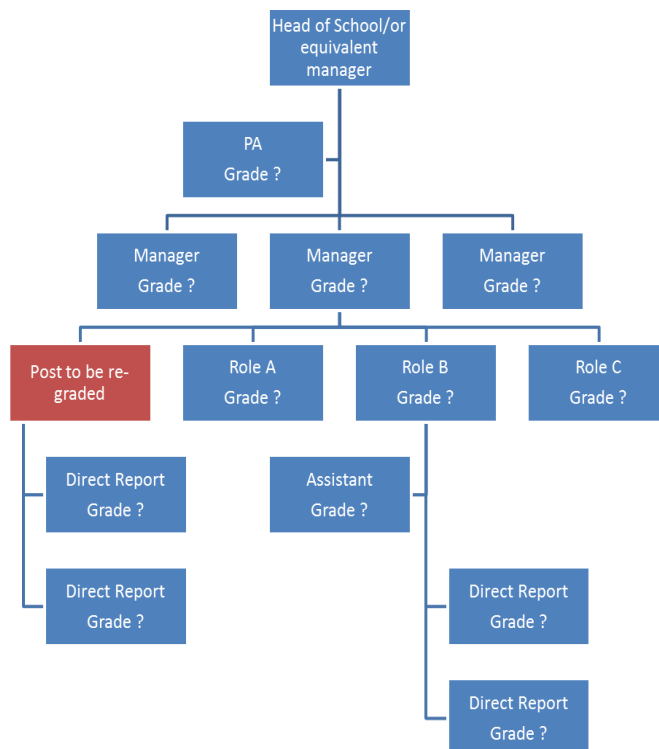 Head of School/or
equivalent
manager
PA
Grade ?
Manager
Grade ?
Manager
Grade ?
Manager
Grade ?
Post to be re-
graded
Role A
Grade ?
Role B
Grade ?
Role C
Grade ?
Direct Report
Grade ?
Assistant
Grade ?
Direct Report
Grade ?
Direct Report
Grade ?
Direct Report
Grade ?